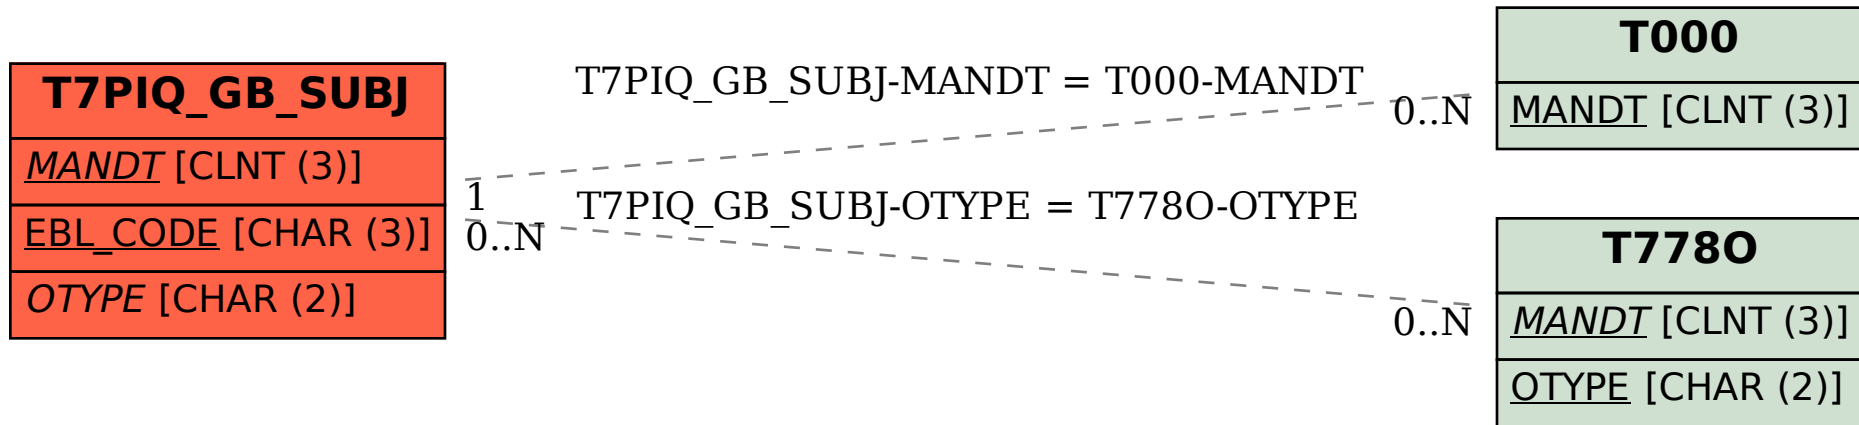 T7PIQ_GB_SUBJ
MANDT [CLNT (3)]
EBL_CODE [CHAR (3)]
OTYPE [CHAR (2)]
T7PIQ_GB_SUBJ-MANDT = T000-MANDT
0..N
1
T7PIQ_GB_SUBJ-OTYPE = T778O-OTYPE
0..N
0..N
T000
MANDT [CLNT (3)]
T778O
MANDT [CLNT (3)]
OTYPE [CHAR (2)]